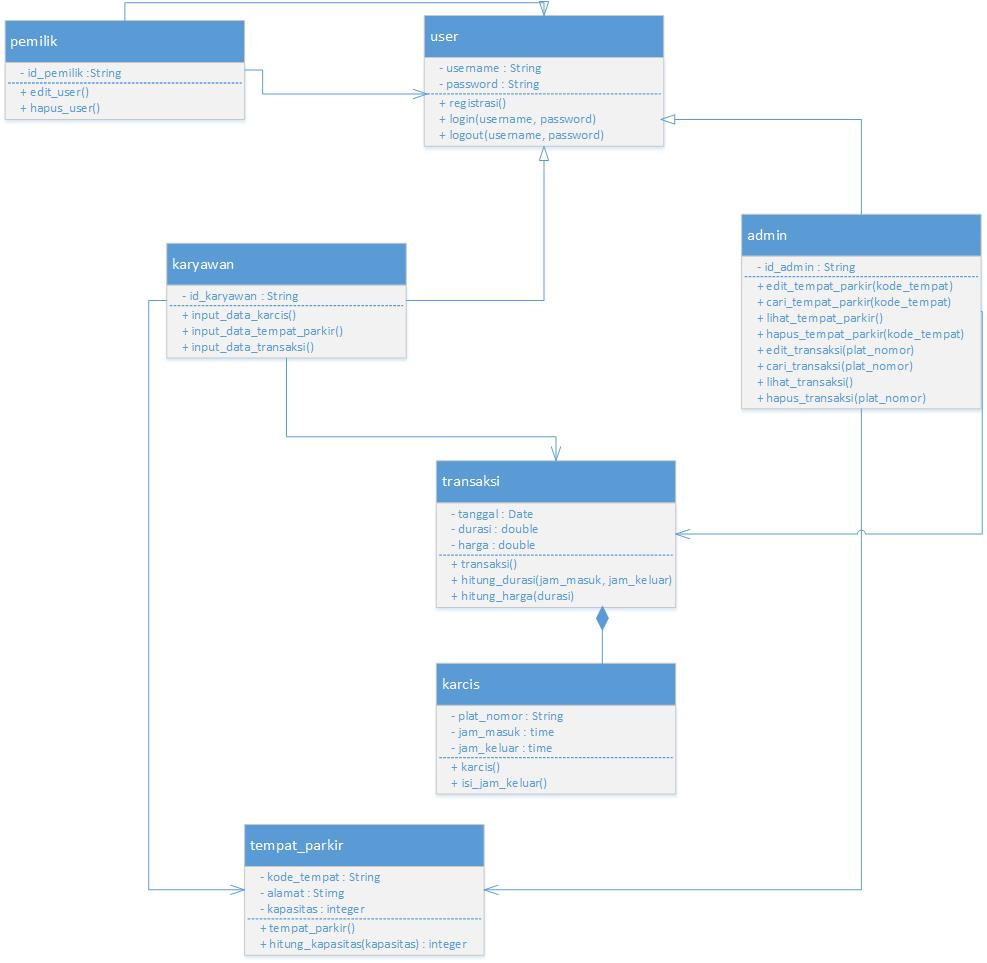 pemilik
- id_pemilik :String
+ edit_user()
+ hapus_user()
user
- username : String
- password : String
+ registrasi()
+ login(username, password)
+ logout(username, password)
karyawan
- id_karyawan : String
+ input_data_karcis()
+ input_data_tempat_parkir()
+ input_data_transaksi()
admin
- id_admin : String
+ edit_tempat_parkir(kode_tempat)
+ cari_tempat_parkir(kode_tempat)
+ lihat_tempat_parkir()
+ hapus_tempat_parkir(kode_tempat)
+ edit_transaksi(plat_nomor)
+ cari_transaksi(plat_nomor)
+ lihat_transaksi()
+ hapus_transaksi(plat_nomor)
transaksi
- tanggal : Date
- durasi : double
- harga : double
+ transaksi()
+ hitung_durasi(jam_masuk, jam_keluar)
+ hitung_harga(durasi)
karcis
- plat_nomor : String
- jam_masuk : time
- jam_keluar : time
+ karcis()
+ isi_jam_keluar()
tempat_parkir
- kode_tempat : String
- alamat : Stirng
- kapasitas : integer
+ tempat_parkir()
+ hitung_kapasitas(kapasitas) : integer